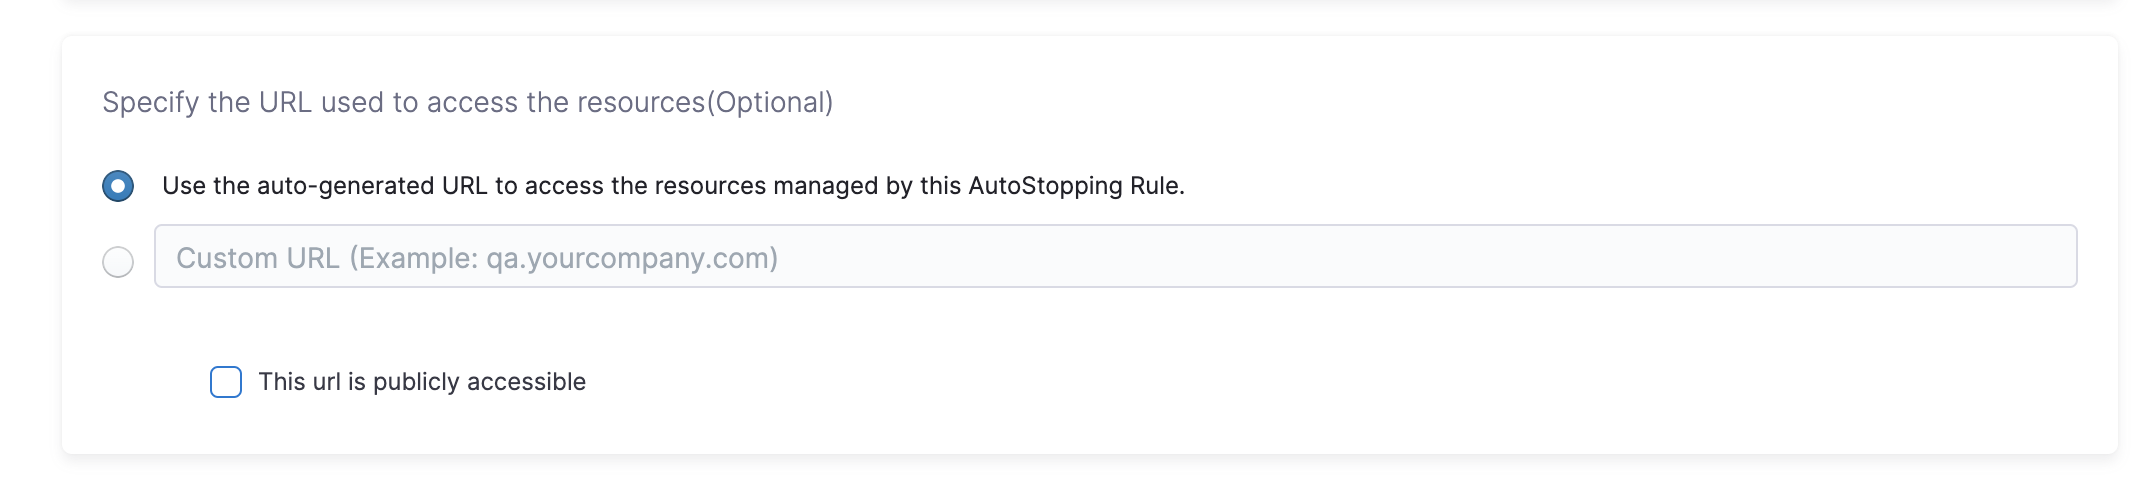 Specify the URL used to access the resources(Optional)
Use the auto-generated URL to access the resources managed by this AutoStopping Rule.
Custom URL (Example: qa.yourcompany.com)
This url is publicly accessible